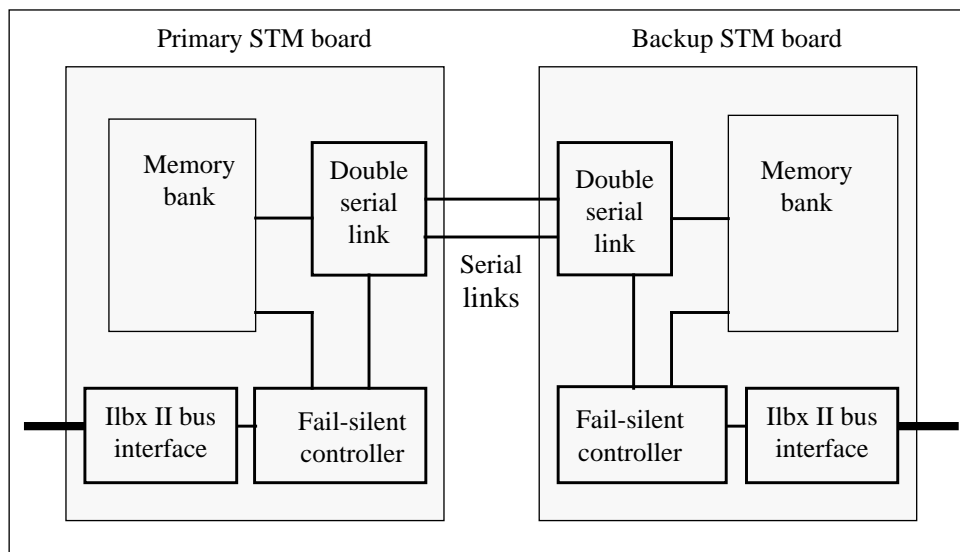 Primary STM board
Backup STM board
Memory
bank
Double
serial
link
Serial
links
Double
serial
link
Memory
bank
Ilbx II bus
interface
Fail-silent
controller
Fail-silent
controller
Ilbx II bus
interface